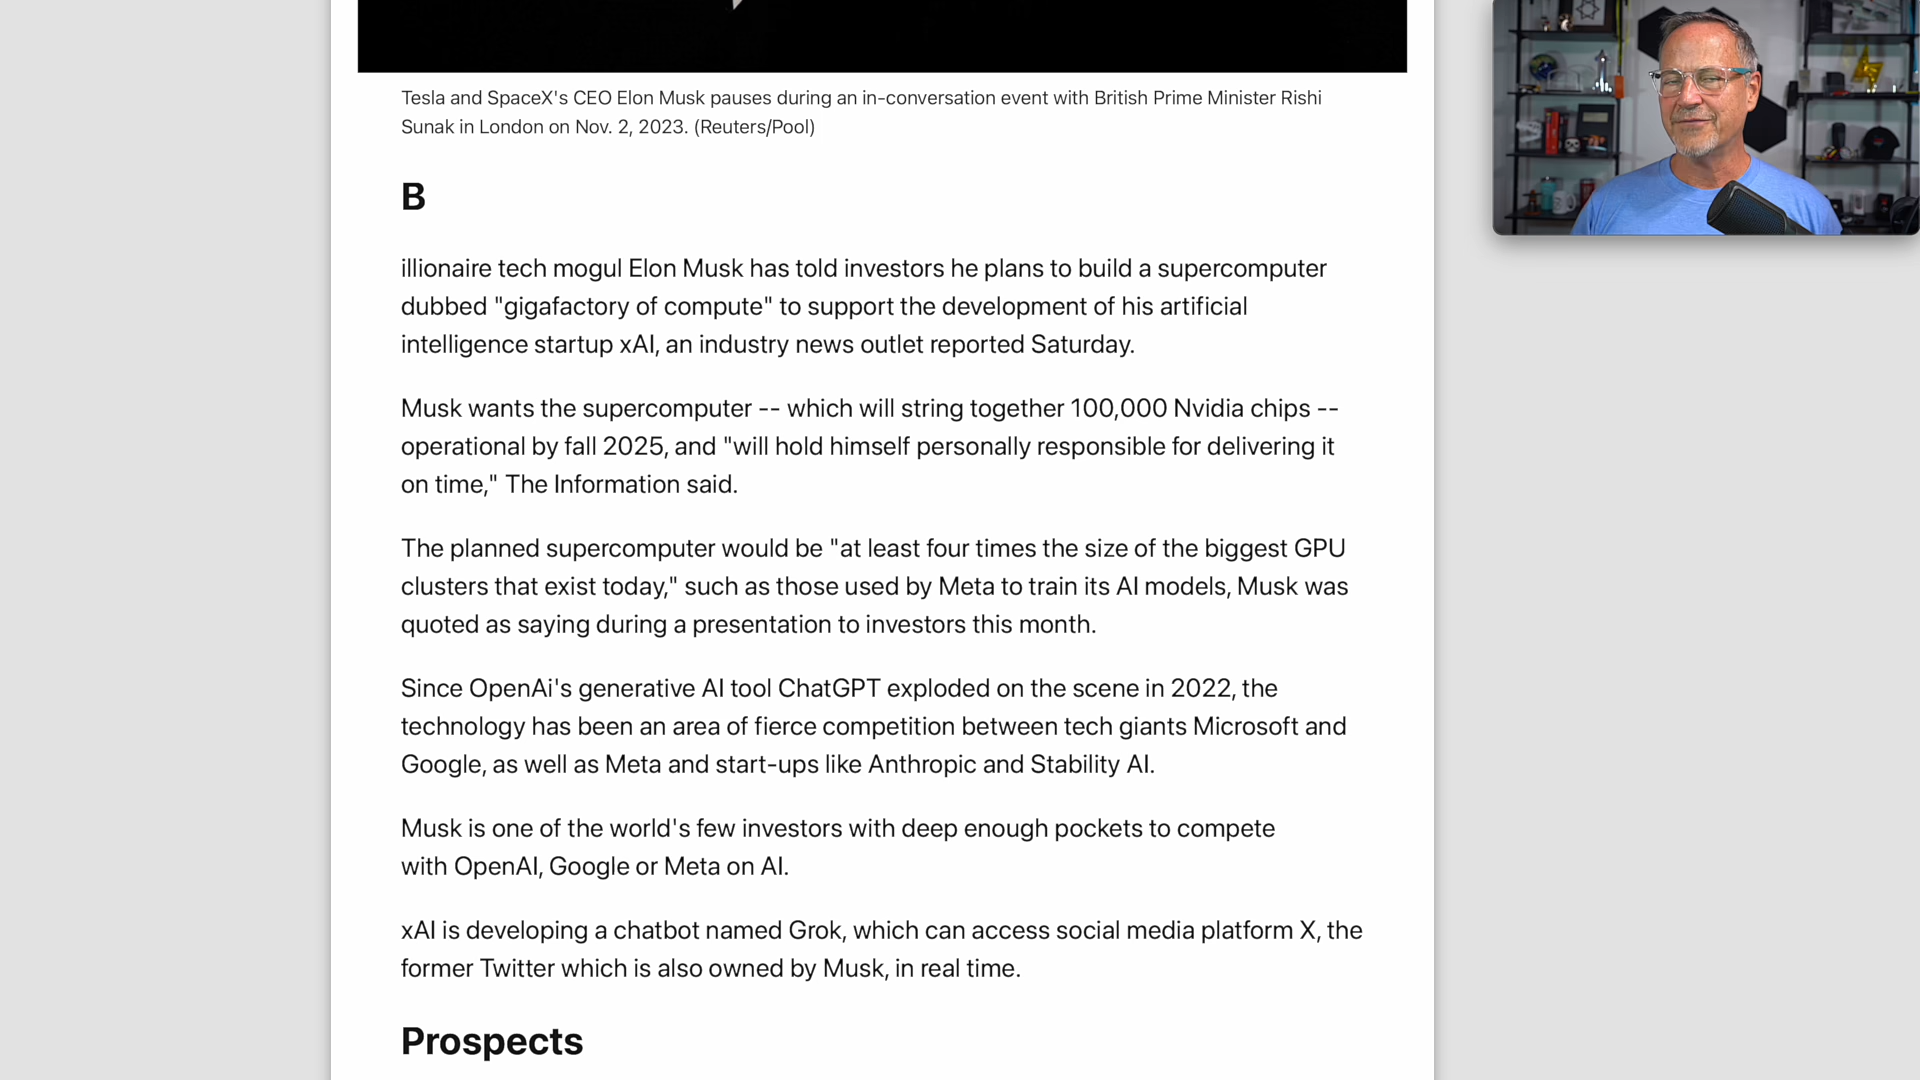 Tesla and SpaceX's CEO Elon Musk pauses during an in-conversation event with British Prime Minister Rishi
Sunak in London on Nov. 2, 2023. (Reuters/Pool)
B
illionaire tech mogul Elon Musk has told investors he plans to build a supercomputer
dubbed "gigafactory of compute" to support the development of his artificial
intelligence startup xAI, an industry news outlet reported Saturday.
Musk wants the supercomputer -- which will string together 100,000 Nvidia chips --
operational by fall 2025, and "will hold himself personally responsible for delivering it
on time," The Information said.
The planned supercomputer would be "at least four times the size of the biggest GPU
clusters that exist today," such as those used by Meta to train its AI models, Musk was
quoted as saying during a presentation to investors this month.
Since OpenAi's generative AI tool ChatGPT exploded on the scene in 2022, the
technology has been an area of fierce competition between tech giants Microsoft and
Google, as well as Meta and start-ups like Anthropic and Stability AI.
Musk is one of the world's few investors with deep enough pockets to compete
with OpenAI, Google or Meta on AI.
xAI is developing a chatbot named Grok, which can access social media platform X, the
former Twitter which is also owned by Musk, in real time.
Prospects